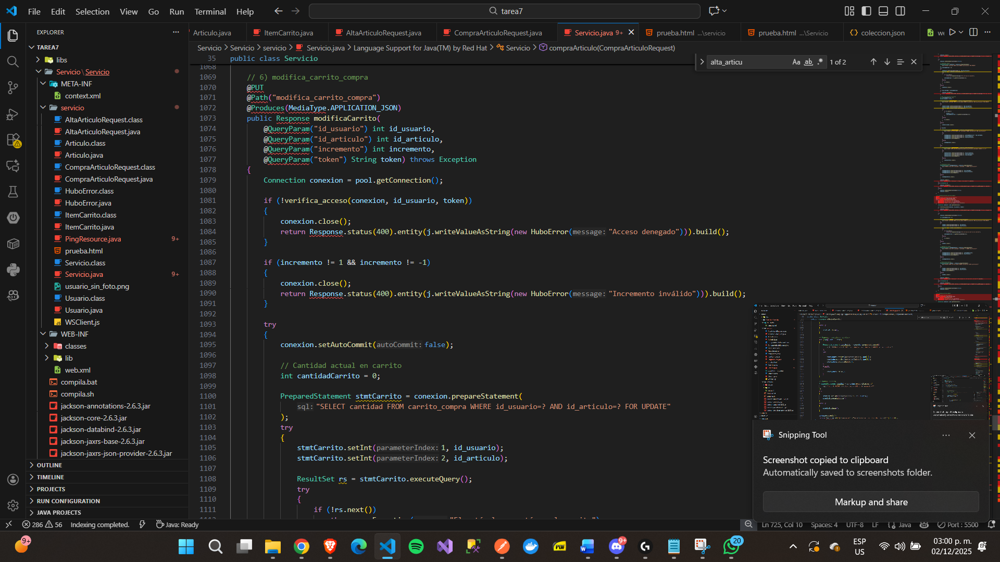 File Edit Selection View Go Run Terminal Help
tarea7
EXPLORER
Articulo.java
ItemCarrito.java
AltaArticuloRequest.java
CompraArticuloRequest.java
Servicio.java 9+
prueba.html ...\servicio
prueba.html ...\Servicio
coleccion.json
we
TAREA7
libs
Servicio \ Servicio
META-INF
context.xml
servicio
AltaArticuloRequest.class
AltaArticuloRequest.java
Articulo.class
Articulo.java
CompraArticuloRequest.class
CompraArticuloRequest.java
HuboError.class
HuboError.java
ItemCarrito.class
ItemCarrito.java
PingResource.java 9+
prueba.html
Servicio.class
Servicio.java 9+
usuario_sin_foto.png
Usuario.class
Usuario.java
WSClient.js
WEB-INF
classes
lib
web.xml
compila.bat
compila.sh
jackson-annotations-2.6.3.jar
jackson-core-2.6.3.jar
jackson-databind-2.6.3.jar
jackson-jaxrs-base-2.6.3.jar
jackson-jaxrs-json-provider-2.6.3.jar
OUTLINE
TIMELINE
PROJECTS
RUN CONFIGURATION
JAVA PROJECTS
Servicio > Servicio > servicio > Servicio.java > Language Support for Java(TM) by Red Hat > Servicio > compraArticulo(CompraArticuloRequest)
alta_articu Aa ab .* 1 of 2
35 public class Servicio
1068
1069 // 6) modifica_carrito_compra
1070 @PUT
1071 @Path("modifica_carrito_compra")
1072 @Produces(MediaType.APPLICATION_JSON)
1073 public Response modificaCarrito(
1074 @QueryParam("id_usuario") int id_usuario,
1075 @QueryParam("id_articulo") int id_articulo,
1076 @QueryParam("incremento") int incremento,
1077 @QueryParam("token") String token) throws Exception
1078 {
1079 Connection conexion = pool.getConnection();
1080
1081 if (!verifica_acceso(conexion, id_usuario, token))
1082 {
1083 conexion.close();
1084 return Response.status(400).entity(j.writeValueAsString(new HuboError(message: "Acceso denegado"))).build();
1085 }
1086
1087 if (incremento != 1 && incremento != -1)
1088 {
1089 conexion.close();
1090 return Response.status(400).entity(j.writeValueAsString(new HuboError(message: "Incremento inválido"))).build();
1091 }
1092
1093 try
1094 {
1095 conexion.setAutoCommit(autoCommit: false);
1096
1097 // Cantidad actual en carrito
1098 int cantidadCarrito = 0;
1099
1100 PreparedStatement stmtCarrito = conexion.prepareStatement(
1101 sql: "SELECT cantidad FROM carrito_compra WHERE id_usuario=? AND id_articulo=? FOR UPDATE"
1102 );
1103 try
1104 {
1105 stmtCarrito.setInt(parameterIndex: 1, id_usuario);
1106 stmtCarrito.setInt(parameterIndex: 2, id_articulo);
1107
1108 ResultSet rs = stmtCarrito.executeQuery();
1109 try
1110 {
1111 if (!rs.next())
Snipping Tool
Screenshot copied to clipboard
Automatically saved to screenshots folder.
Markup and share
286 56 Indexing completed. Java: Ready
Ln 725, Col 10 Spaces: 4 UTF-8 LF Java Port : 5500
9+
PDF
9+
20
ESP
US
03:00 p. m.
02/12/2025